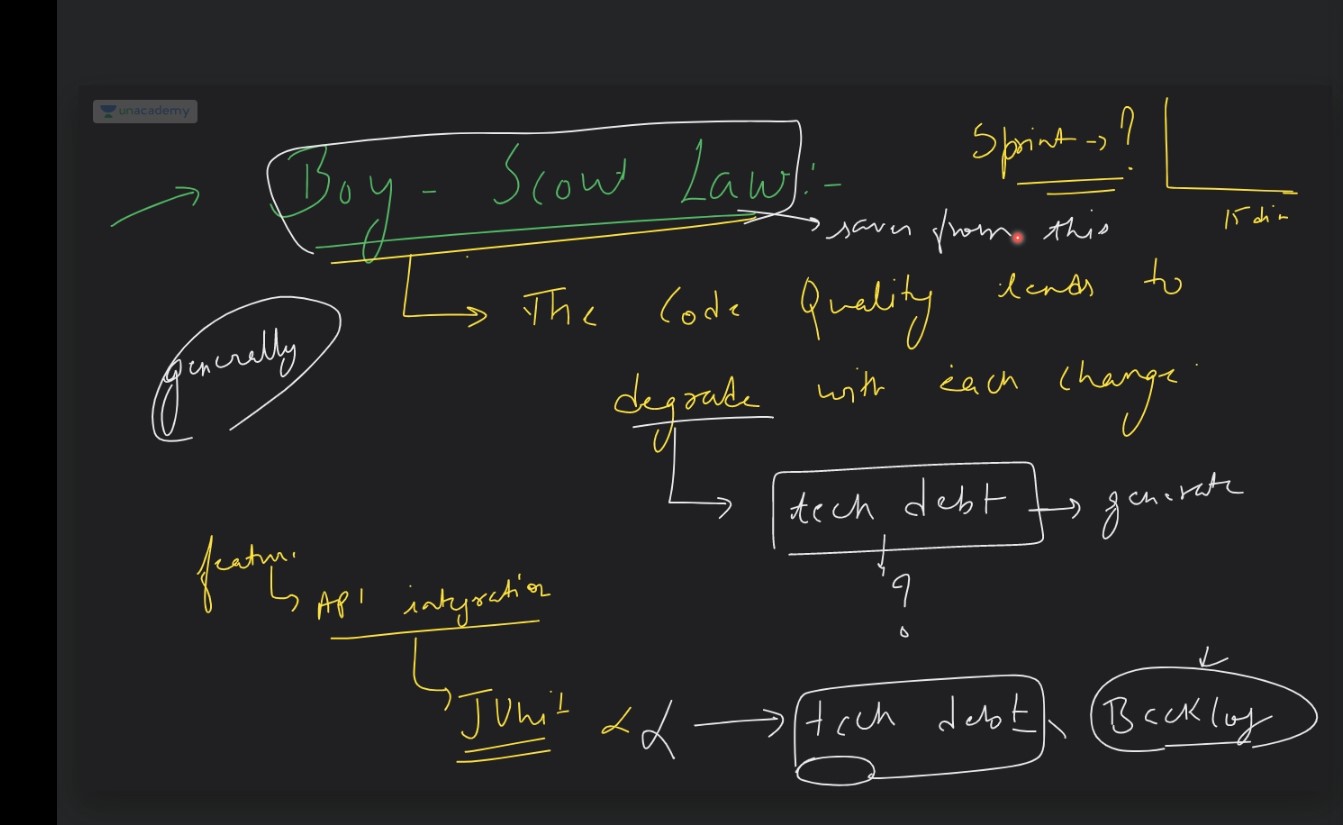 unacademy
Sprint → ?
15 din
Boy - Scout Law :-
→ saves from this
generally
→ The Code Quality tends to
degrade with each change.
→ tech debt → generate
?
feature
→ API integration
→ JUnit → tech debt
Backlog